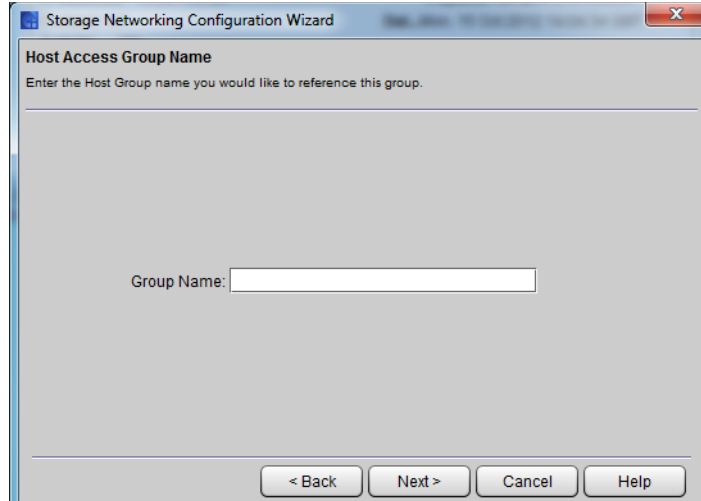 Storage Networking Configuration Wizard
Host Access Group Name
Enter the Host Group name you would like to reference this group.
Group Name:
< Back Next > Cancel Help